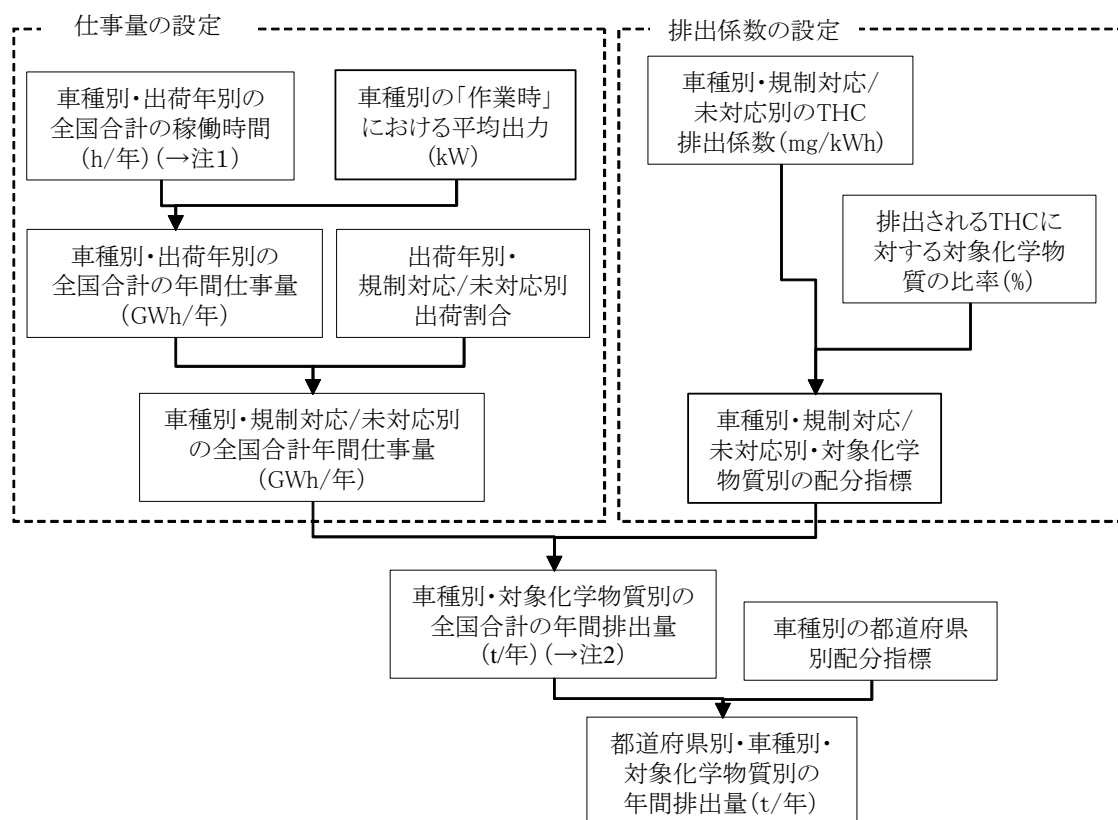 仕事量の設定
車種別・出荷年別の
全国合計の稼働時間
(h/年)(→注1)
車種別の「作業時」
における平均出力
(kW)
車種別・出荷年別の
全国合計の年間仕事量
(GWh/年)
出荷年別・
規制対応/未対応別
出荷割合
車種別・規制対応/未対応別
の全国合計年間仕事量
(GWh/年)
排出係数の設定
車種別・規制対応/
未対応別のTHC
排出係数(mg/kWh)
排出されるTHCに
対する対象化学物
質の比率(%)
車種別・規制対応/
未対応別・対象化学
物質別の配分指標
車種別・対象化学物質別の
全国合計の年間排出量
(t/年)(→注2)
車種別の都道府県
別配分指標
都道府県別・車種別・
対象化学物質別の
年間排出量(t/年)